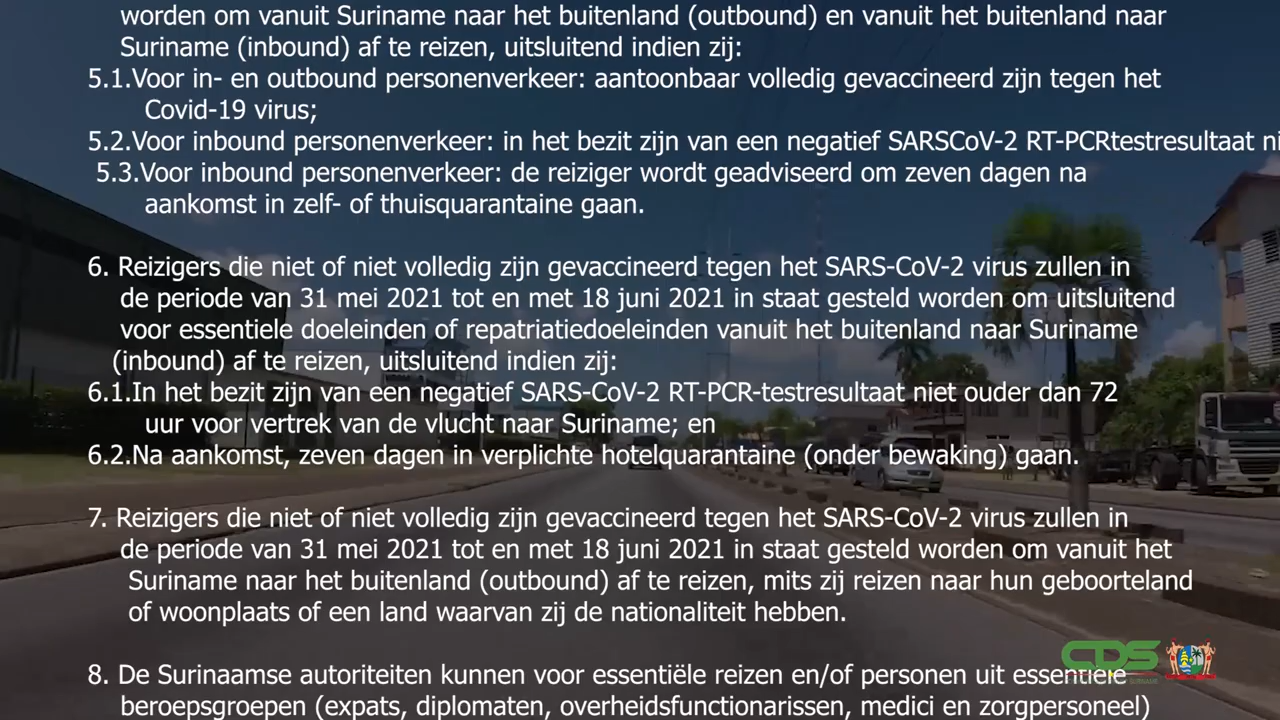 worden om vanuit Suriname naar het buitenland (outbound) en vanuit het buitenland naar
Suriname (inbound) af te reizen, uitsluitend indien zij:
5.1.Voor in- en outbound personenverkeer: aantoonbaar volledig gevaccineerd zijn tegen het
Covid-19 virus;
5.2.Voor inbound personenverkeer: in het bezit zijn van een negatief SARSCoV-2 RT-PCRtestresultaat
5.3.Voor inbound personenverkeer: de reiziger wordt geadviseerd om zeven dagen na
aankomst in zelf- of thuisquarantaine gaan.
6. Reizigers die niet of niet volledig zijn gevaccineerd tegen het SARS-CoV-2 virus zullen in
de periode van 31 mei 2021 tot en met 18 juni 2021 in staat gesteld worden om uitsluitend
voor essentiele doeleinden of repatriatiedoeleinden vanuit het buitenland naar Suriname
(inbound) af te reizen, uitsluitend indien zij:
6.1.In het bezit zijn van een negatief SARS-CoV-2 RT-PCR-testresultaat niet ouder dan 72
uur voor vertrek van de vlucht naar Suriname; en
6.2.Na aankomst, zeven dagen in verplichte hotelquarantaine (onder bewaking) gaan.
7. Reizigers die niet of niet volledig zijn gevaccineerd tegen het SARS-CoV-2 virus zullen in
de periode van 31 mei 2021 tot en met 18 juni 2021 in staat gesteld worden om vanuit het
Suriname naar het buitenland (outbound) af te reizen, mits zij reizen naar hun geboorteland
of woonplaats of een land waarvan zij de nationaliteit hebben.
8. De Surinaamse autoriteiten kunnen voor essentiële reizen en/of personen uit essentiële
beroepsgroepen (expats, diplomaten, overheidsfunctionarissen, medici en zorgpersoneel)
CDS